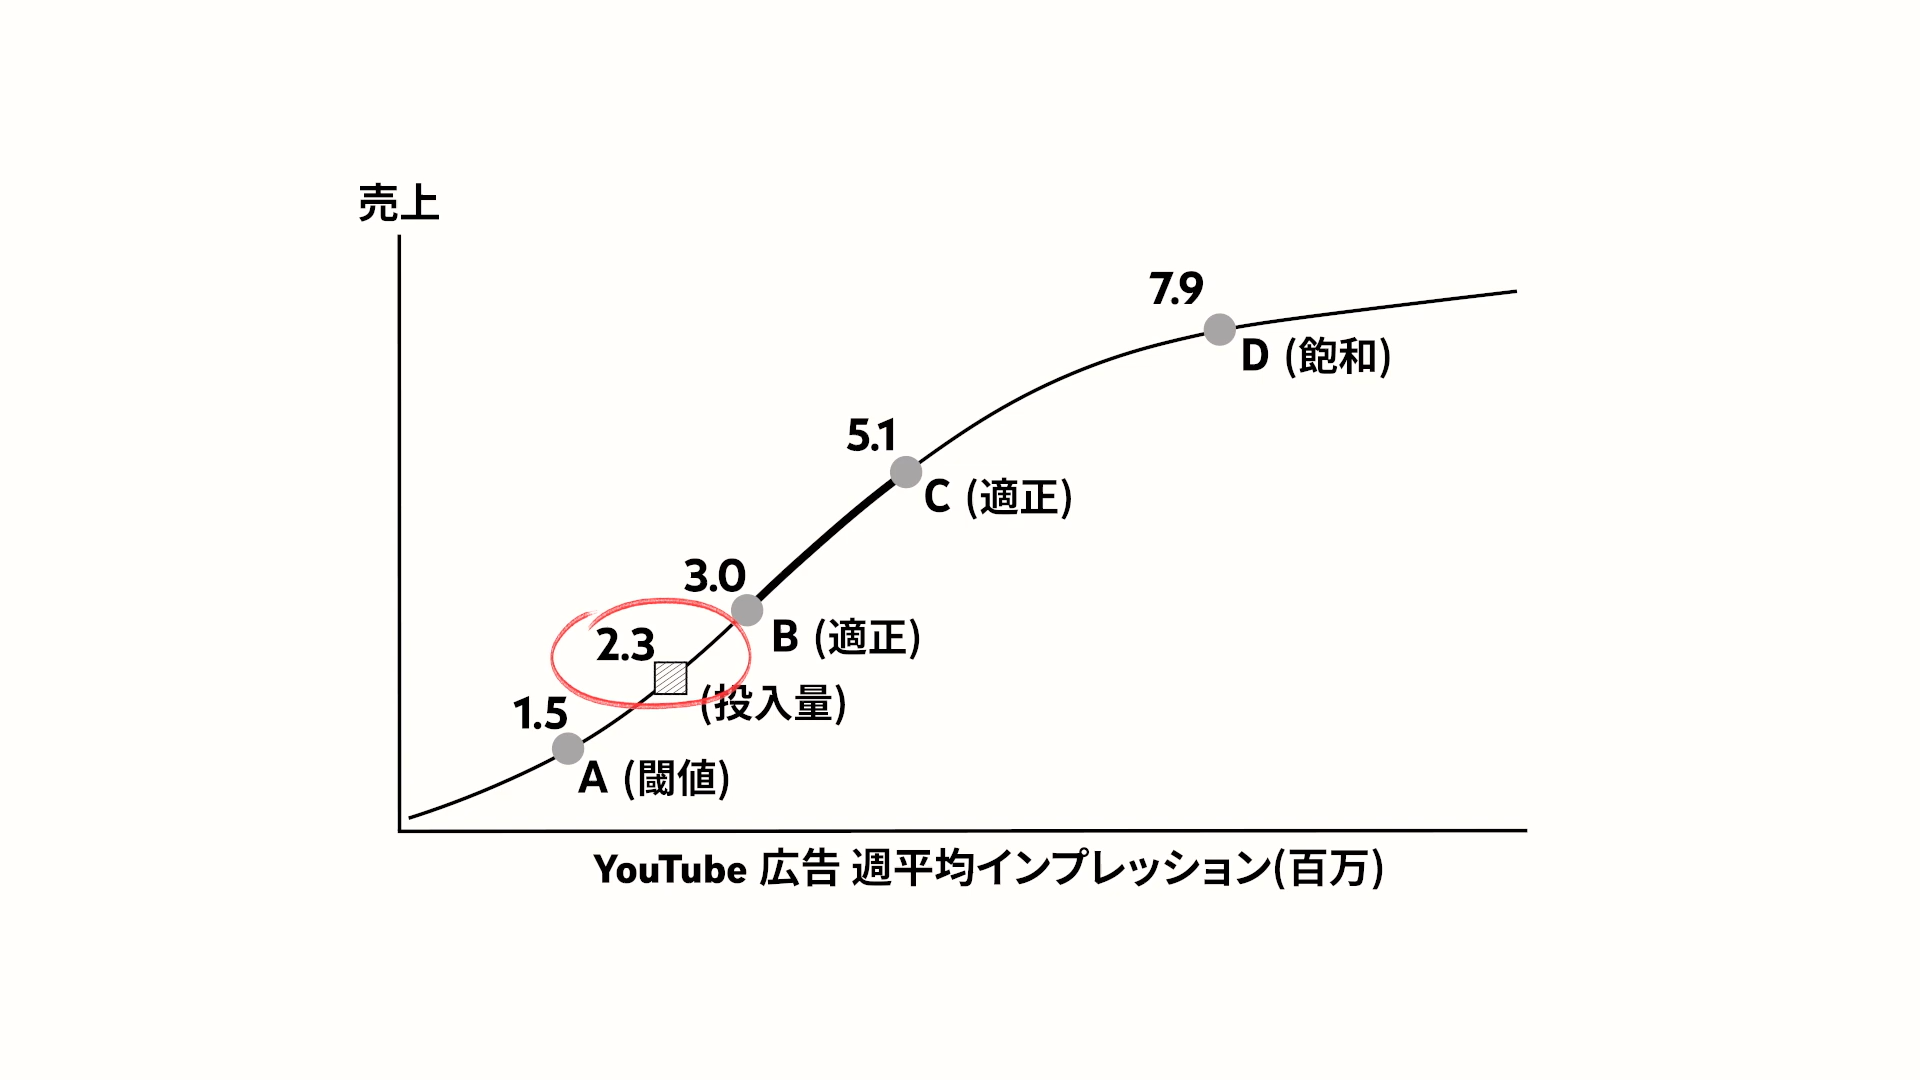 売上
7.9
D (飽和)
5.1
C (適正)
3.0
B (適正)
2.3
(投入量)
1.5
A (閾値)
YouTube 広告 週平均インプレッション(百万)